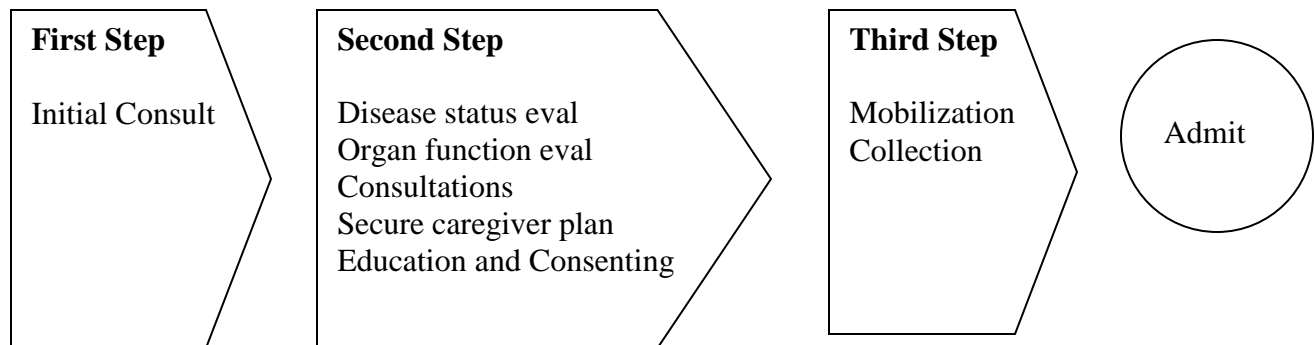 First Step
Initial Consult
Second Step
Disease status eval
Organ function eval
Consultations
Secure caregiver plan
Education and Consenting
Third Step
Mobilization
Collection
Admit